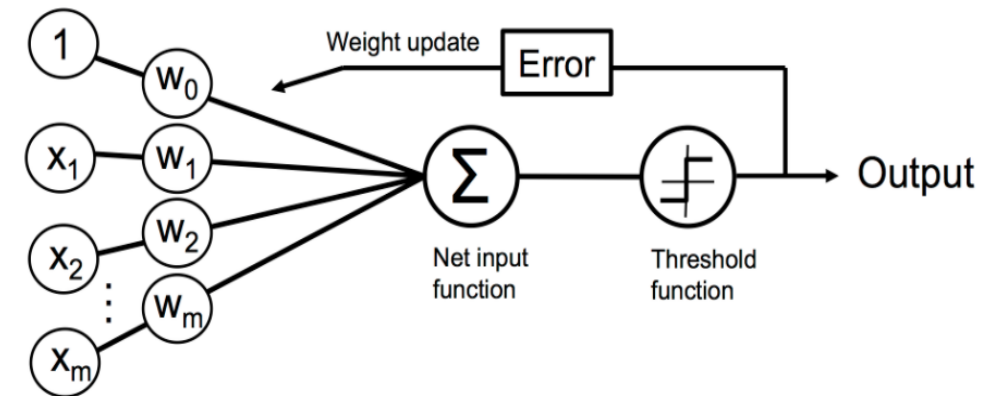 1
w₀
Weight update
Error
x₁
w₁
Σ
Output
x₂
w₂
Net input
function
Threshold
function
⋮
wₘ
xₘ